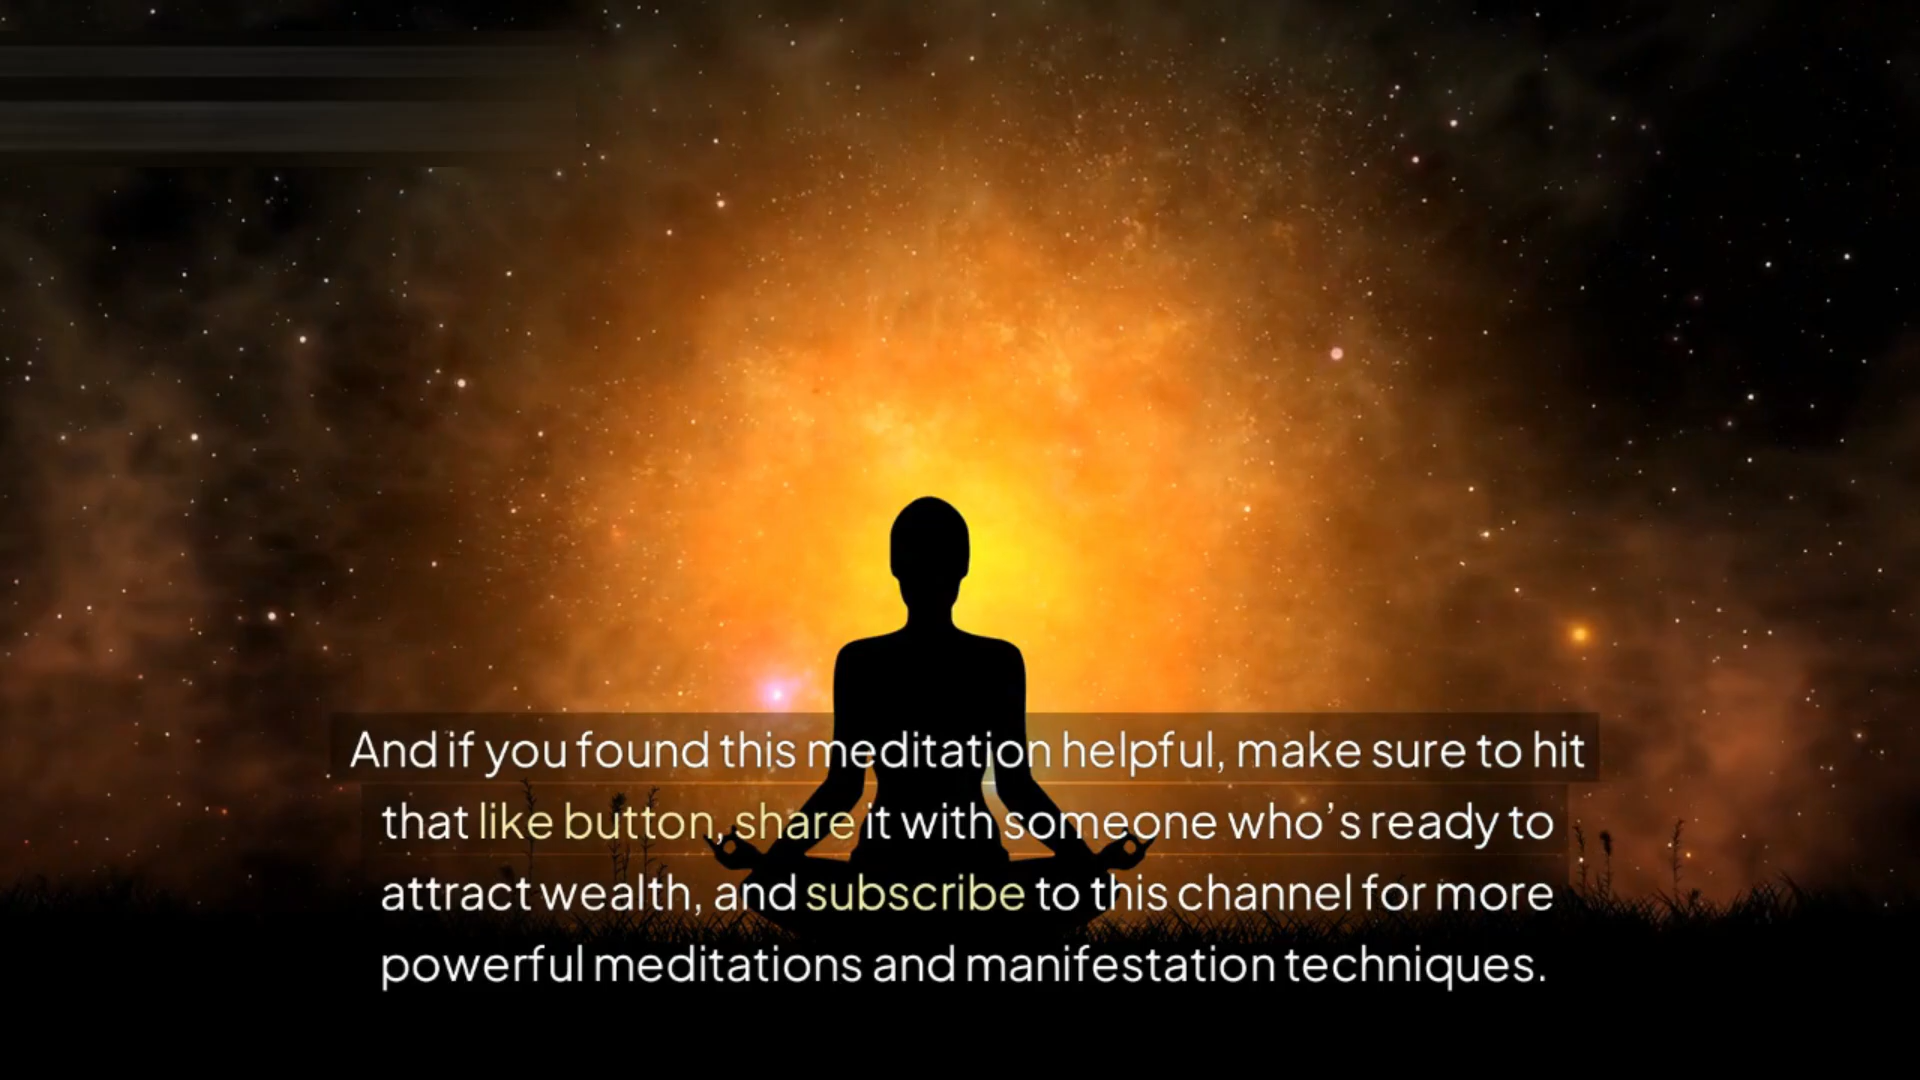 And if you found this meditation helpful, make sure to hit
that like button, share it with someone who’s ready to
attract wealth, and subscribe to this channel for more
powerful meditations and manifestation techniques.